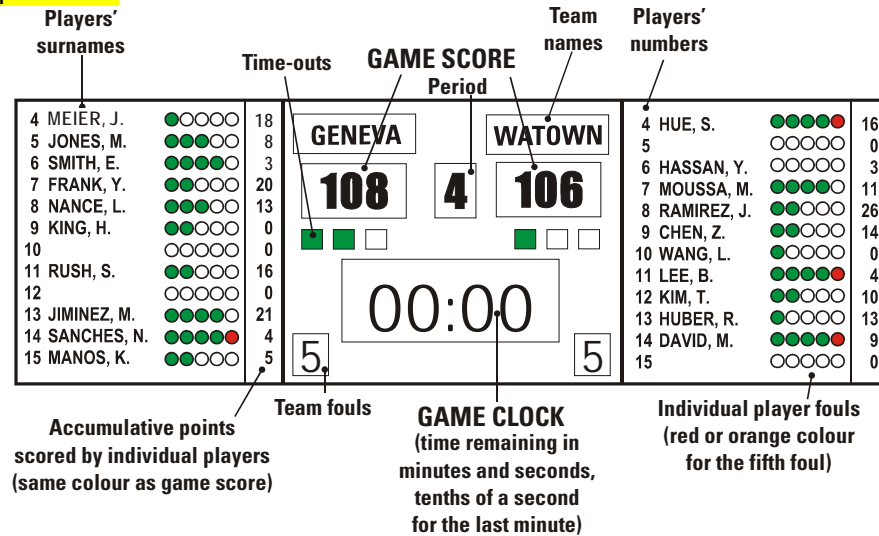 Players'
surnames
Time-outs
GAME SCORE
Period
Team
names
Players'
numbers
4 MEIER, J. 18
5 JONES, M. 8
6 SMITH, E. 3
7 FRANK, Y. 20
8 NANCE, L. 13
9 KING, H. 0
10 0
11 RUSH, S. 16
12 0
13 JIMINEZ, M. 21
14 SANCHES, N. 4
15 MANOS, K. 5
GENEVA WATOWN
108 4 106
00:00
5 5
4 HUE, S. 16
5 0
6 HASSAN, Y. 3
7 MOUSSA, M. 11
8 RAMIREZ, J. 26
9 CHEN, Z. 14
10 WANG, L. 0
11 LEE, B. 4
12 KIM, T. 10
13 HUBER, R. 13
14 DAVID, M. 9
15 0
Accumulative points
scored by individual players
(same colour as game score)
Team fouls
GAME CLOCK
(time remaining in
minutes and seconds,
tenths of a second
for the last minute)
Individual player fouls
(red or orange colour
for the fifth foul)